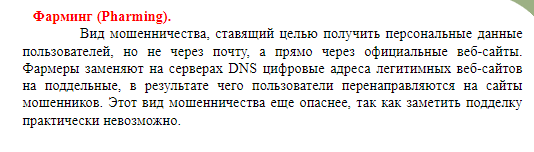 Фарминг (Pharming).
Вид мошенничества, ставящий целью получить персональные данные
пользователей, но не через почту, а прямо через официальные веб-сайты.
Фармеры заменяют на серверах DNS цифровые адреса легитимных веб-сайтов
на поддельные, в результате чего пользователи перенаправляются на сайты
мошенников. Этот вид мошенничества еще опаснее, так как заметить подделку
практически невозможно.